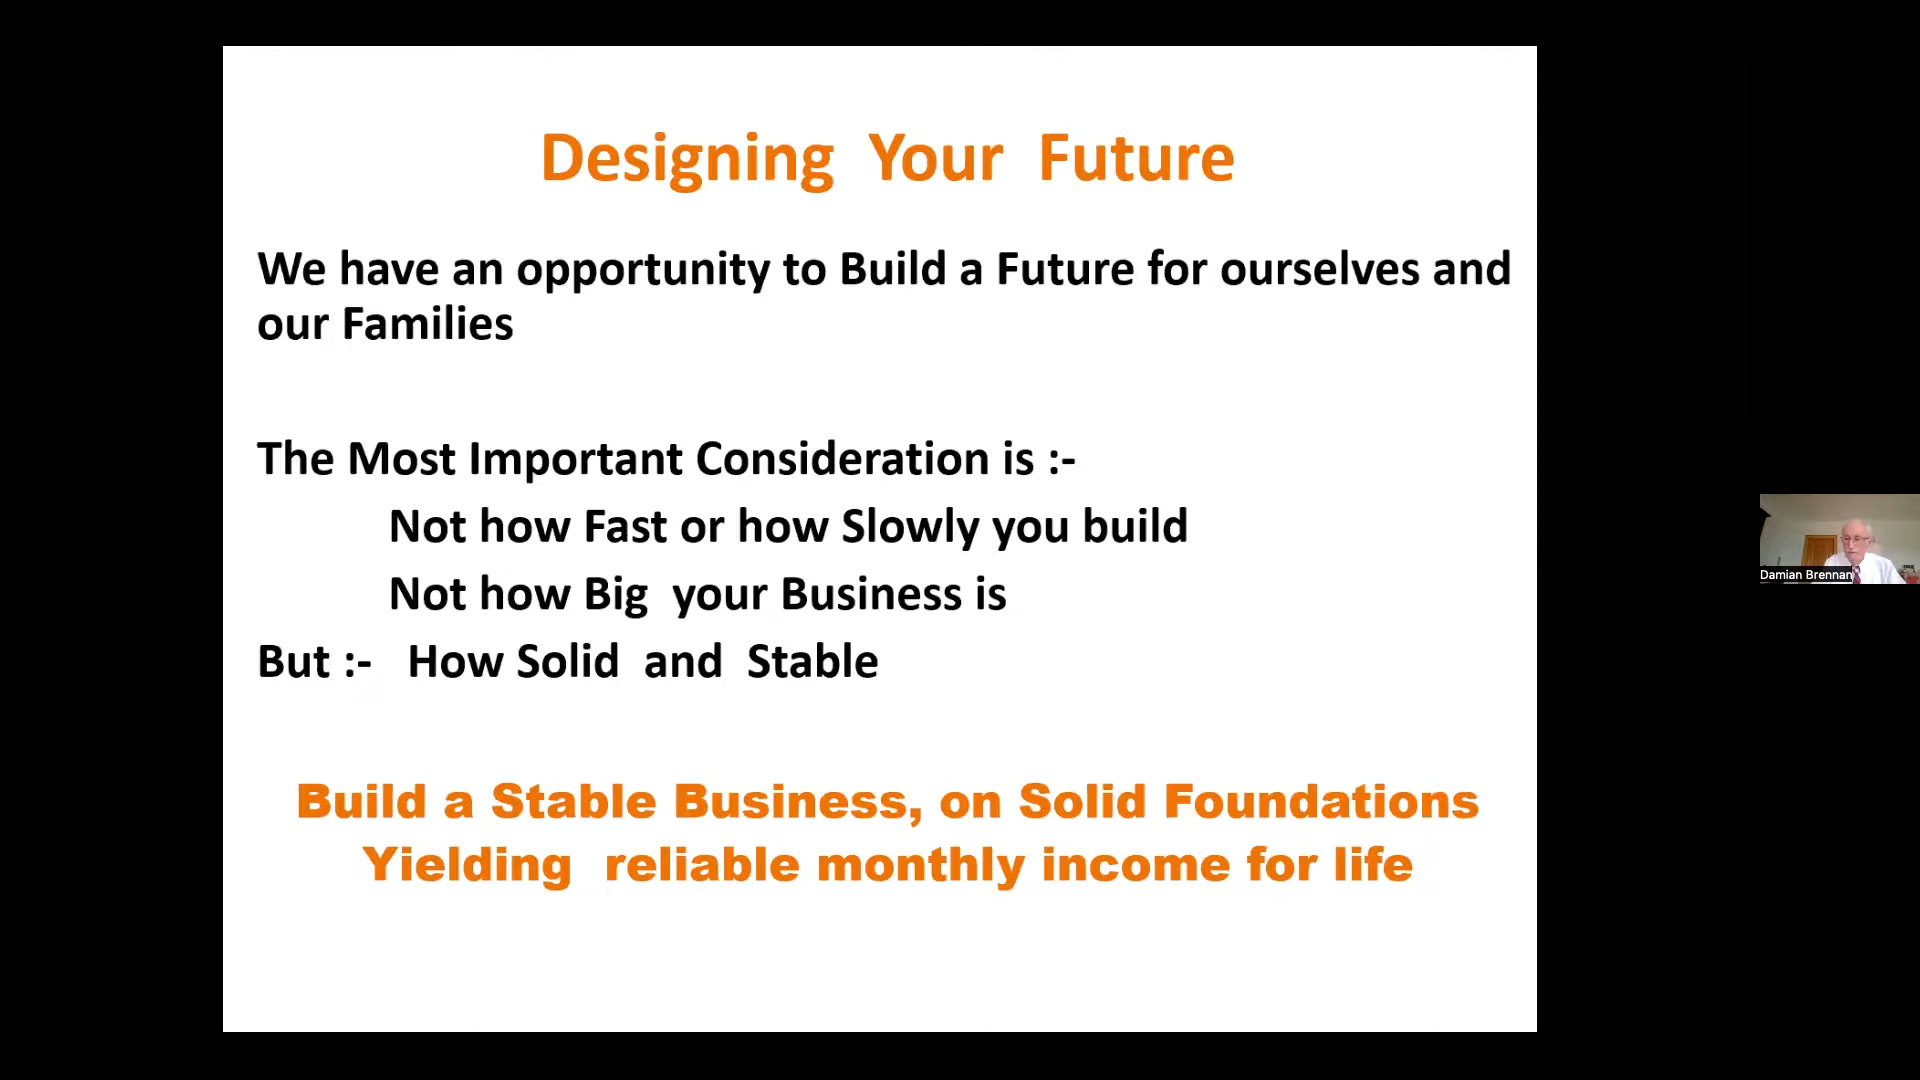 Designing Your Future
We have an opportunity to Build a Future for ourselves and
our Families
The Most Important Consideration is :-
Not how Fast or how Slowly you build
Not how Big your Business is
But :- How Solid and Stable
Build a Stable Business, on Solid Foundations
Yielding reliable monthly income for life
Damian Brennan